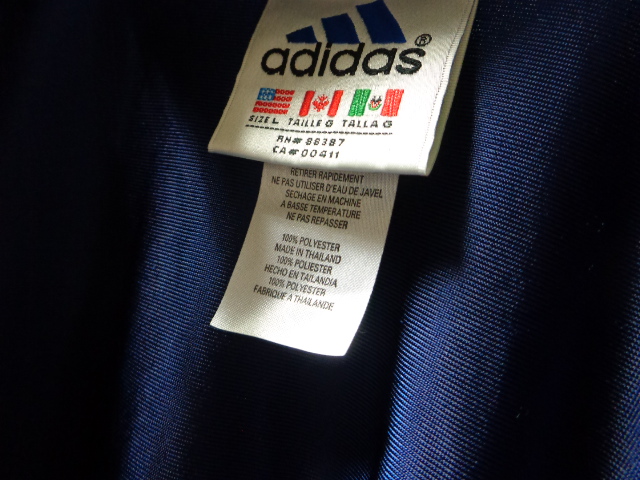 adidas®
SIZE L TAILLE G TALLA G
RN# 88387
CA# 00411
RETIRER RAPIDEMENT
NE PAS UTILISER D'EAU DE JAVEL
SECHAGE EN MACHINE
A BASSE TEMPERATURE
NE PAS REPASSER
100% POLYESTER
MADE IN THAILAND
100% POLIESTER
HECHO EN TAILANDIA
100% POLYESTER
FABRIQUE A THAILANDE